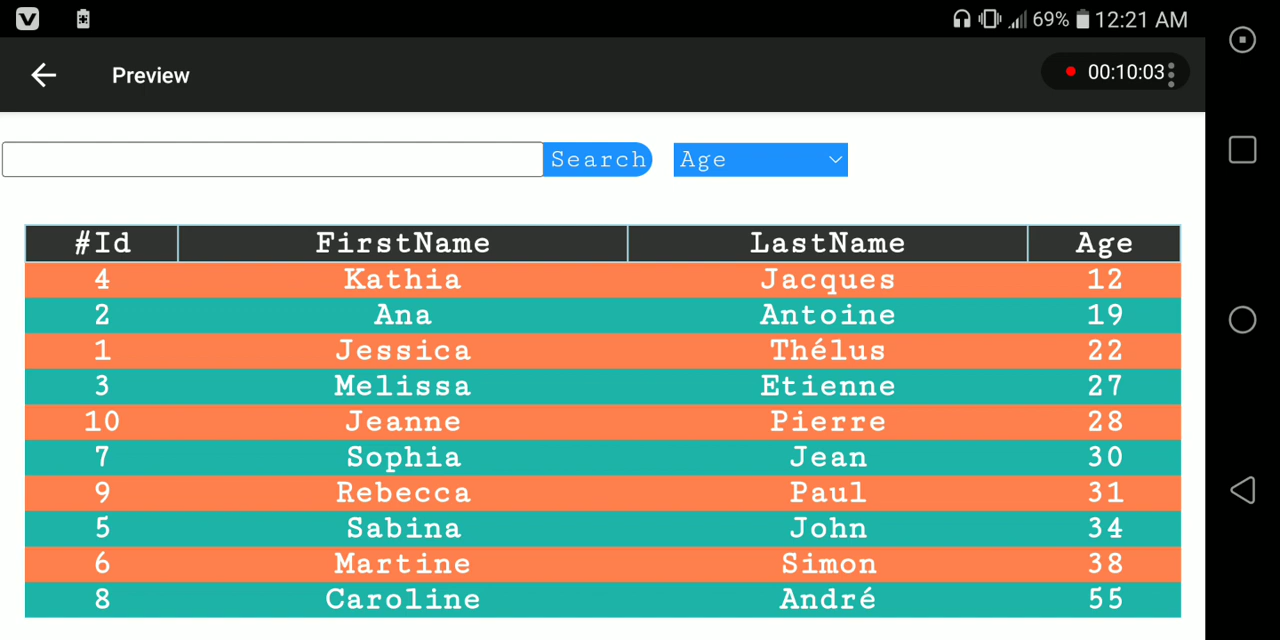 69% 12:21 AM
Preview
00:10:03
Search Age
#Id FirstName LastName Age
4 Kathia Jacques 12
2 Ana Antoine 19
1 Jessica Thélus 22
3 Melissa Etienne 27
10 Jeanne Pierre 28
7 Sophia Jean 30
9 Rebecca Paul 31
5 Sabina John 34
6 Martine Simon 38
8 Caroline André 55